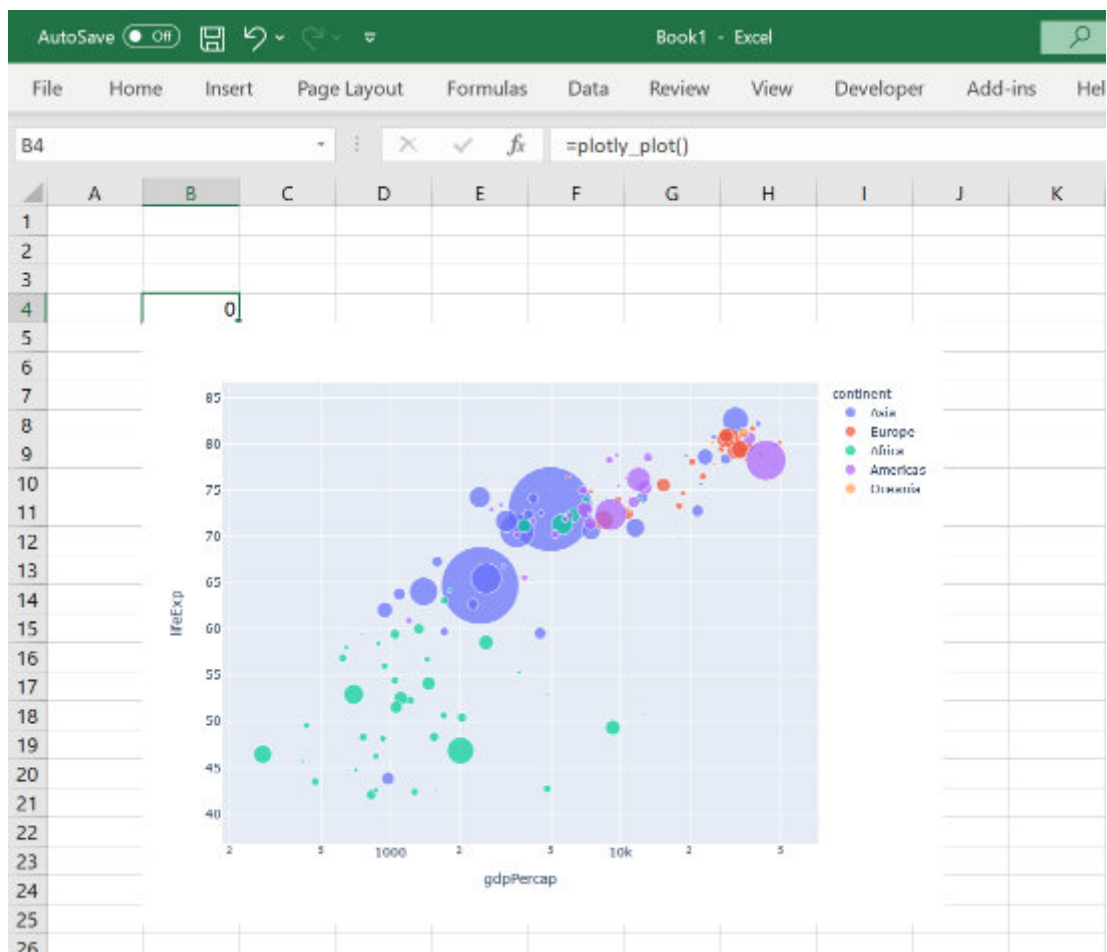 AutoSave Off Book1 - Excel
File Home Insert Page Layout Formulas Data Review View Developer Add-ins Hel
B4 fx =plotly_plot()
A B C D E F G H I J K
1
2
3
4 0
5
6
7
8
9
10
11
12
13
14
15
16
17
18
19
20
21
22
23
24
25
26
85
80
75
70
65
60
55
50
45
40
lifeExp
2 5 1000 2 5 10k 2 5
gdpPercap
continent
Asia
Europe
Africa
Americas
Oceania